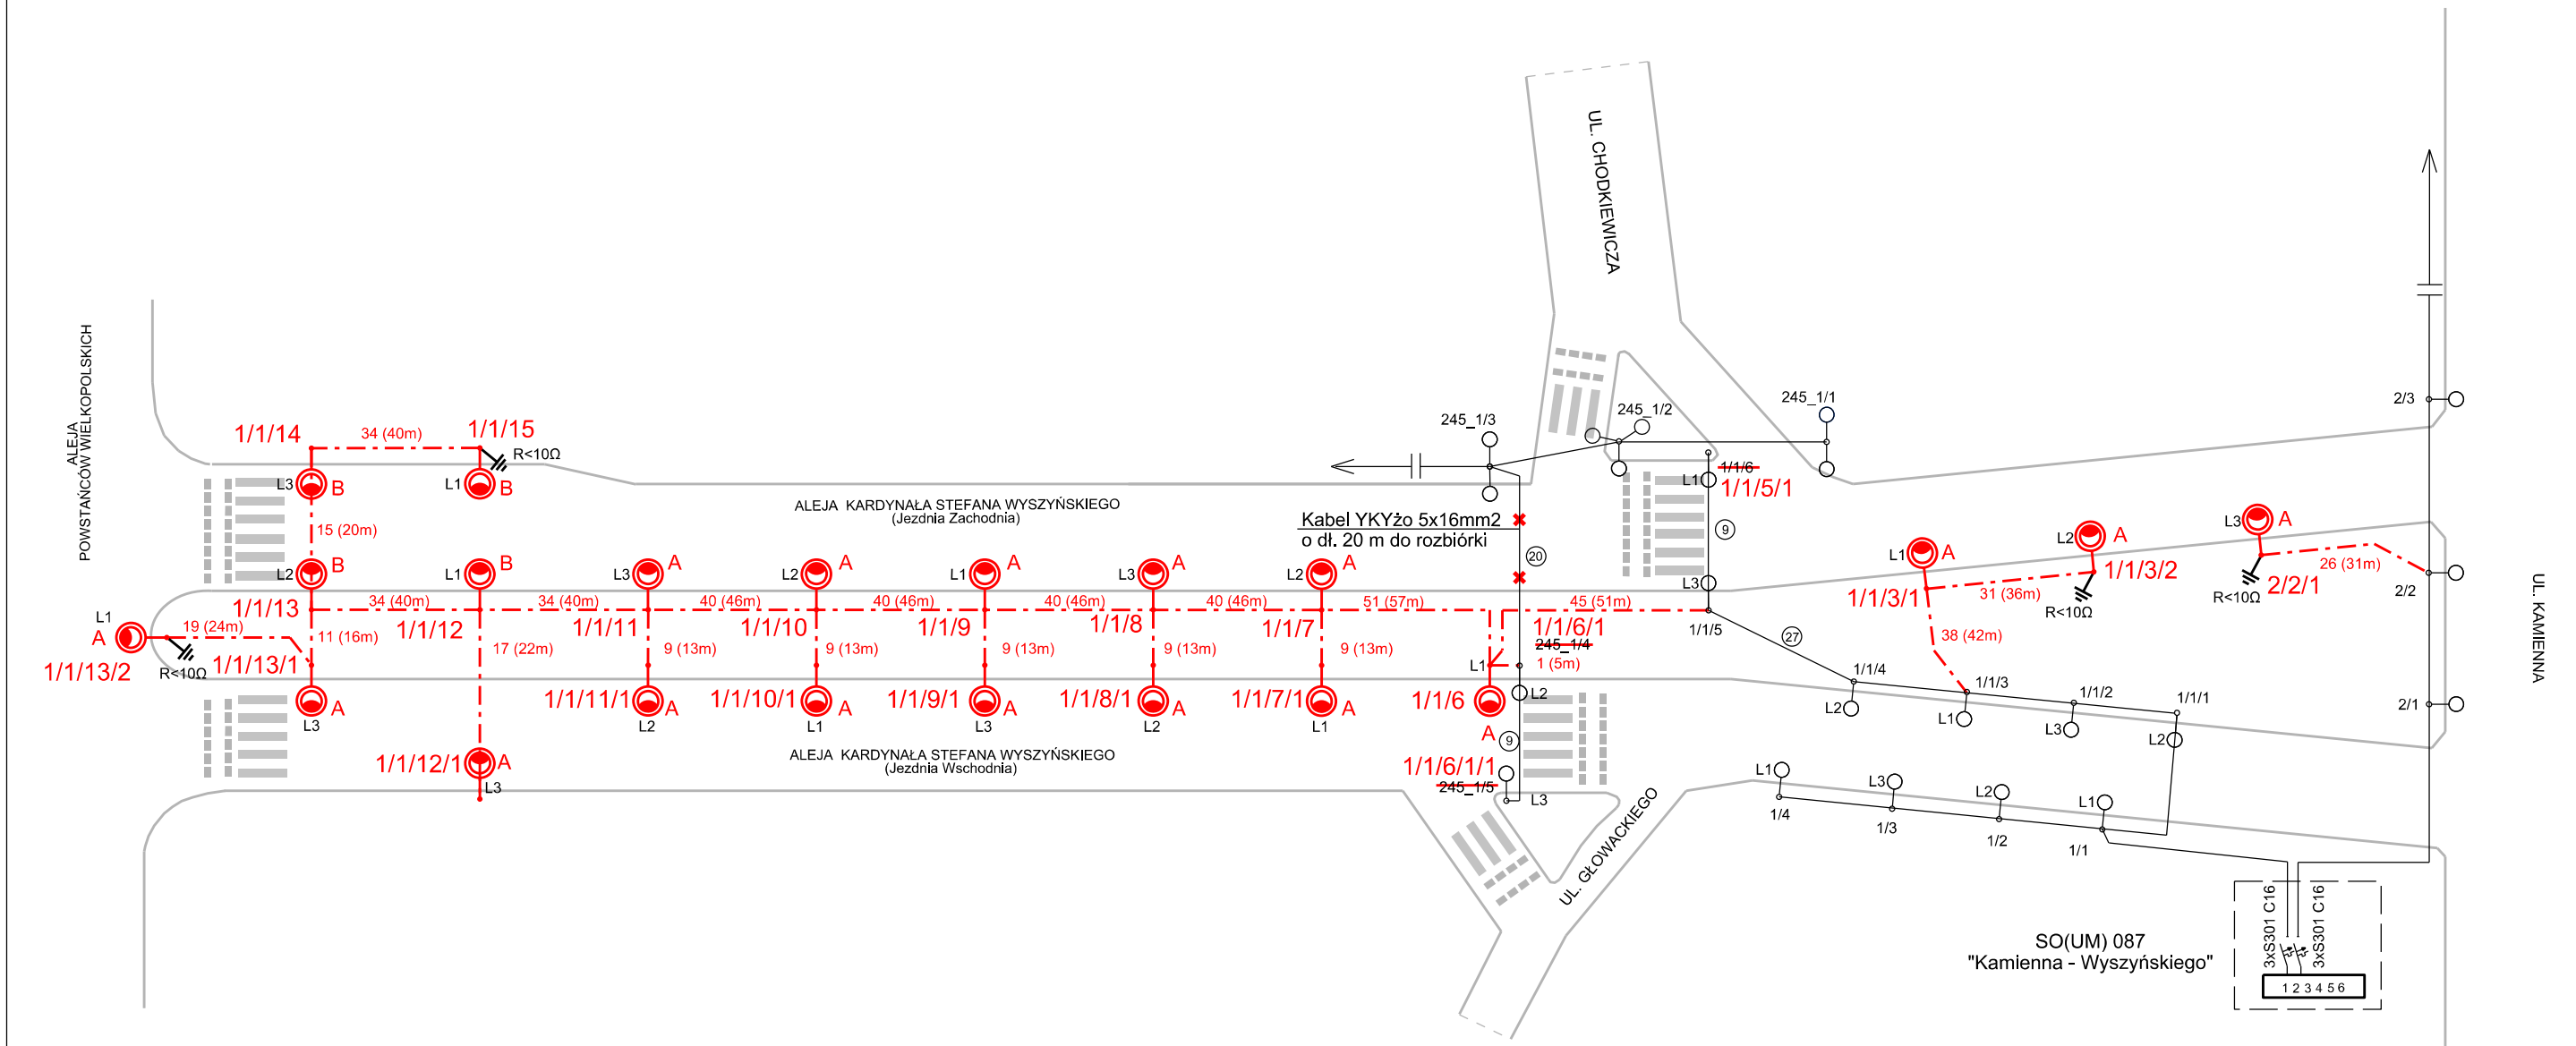 UL. CHODKIEWICZA
ALEJA
POWSTAŃCÓW WIELKOPOLSKICH
245_1/3
245_1/2
245_1/1
2/3
1/1/14
34 (40m)
1/1/15
R<10Ω
L3
B
L1
B
1/1/6
L1
1/1/5/1
ALEJA KARDYNAŁA STEFANA WYSZYŃSKIEGO
(Jezdnia Zachodnia)
Kabel YKYżo 5x16mm2
o dł. 20 m do rozbiórki
15 (20m)
9
20
L3
A
L2
A
L1
A
L2
B
L1
B
L3
A
L2
A
L1
A
L3
A
L2
A
L3
1/1/3/2
26 (31m)
2/2/1
R<10Ω
2/2
31 (36m)
R<10Ω
1/1/3/1
UL. KAMIENNA
1/1/13
34 (40m)
1/1/12
34 (40m)
1/1/11
40 (46m)
1/1/10
40 (46m)
1/1/9
40 (46m)
1/1/8
40 (46m)
1/1/7
51 (57m)
45 (51m)
1/1/6/1
245_1/4
1 (5m)
1/1/5
27
38 (42m)
L1
A
19 (24m)
11 (16m)
1/1/13/2
R<10Ω
1/1/13/1
17 (22m)
9 (13m)
9 (13m)
9 (13m)
9 (13m)
9 (13m)
L1
1/1/4
1/1/3
1/1/2
1/1/1
2/1
A
L3
1/1/11/1
A
L2
1/1/10/1
A
L1
1/1/9/1
A
L3
1/1/8/1
A
L2
1/1/7/1
A
L1
1/1/6
A
L2
L2
L1
L3
L2
9
1/1/12/1
A
L3
ALEJA KARDYNAŁA STEFANA WYSZYŃSKIEGO
(Jezdnia Wschodnia)
1/1/6/1/1
245_1/5
L3
L1
L3
L2
L1
1/4
1/3
1/2
1/1
UL. GŁOWACKIEGO
3xS301 C16
3xS301 C16
SO(UM) 087
"Kamienna - Wyszyńskiego"
1 2 3 4 5 6